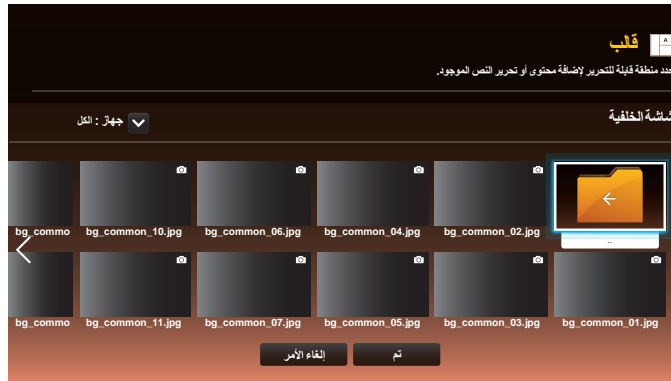 قالب
A
حدد منطقة قابلة للتحرير لإضافة محتوى أو تحرير النص الموجود.
شاشة الخلفية
جهاز : الكل
bg_common_02.jpg
bg_common_04.jpg
bg_common_06.jpg
bg_common_10.jpg
bg_commo
..
bg_common_01.jpg
bg_common_03.jpg
bg_common_05.jpg
bg_common_07.jpg
bg_common_11.jpg
bg_commo
تم
إلغاء الأمر